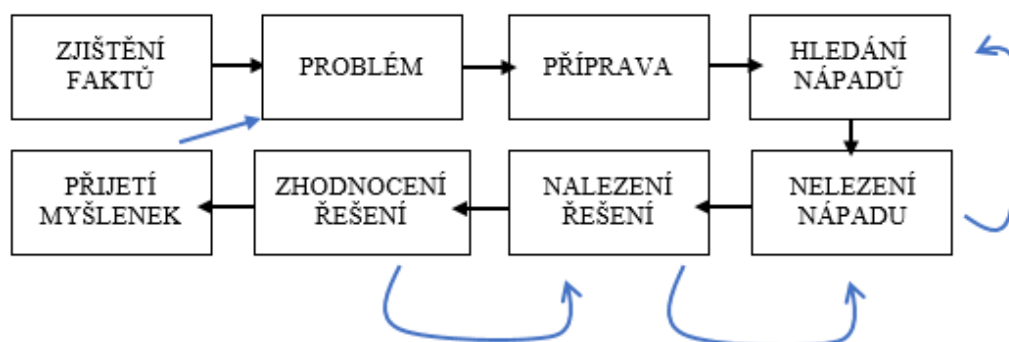 ZJIŠTĚNÍ
FAKTŮ
PROBLÉM
PŘÍPRAVA
HLEDÁNÍ
NÁPADŮ
PŘIJETÍ
MYŠLENEK
ZHODNOCENÍ
ŘEŠENÍ
NALEZENÍ
ŘEŠENÍ
NELEZENÍ
NÁPADU